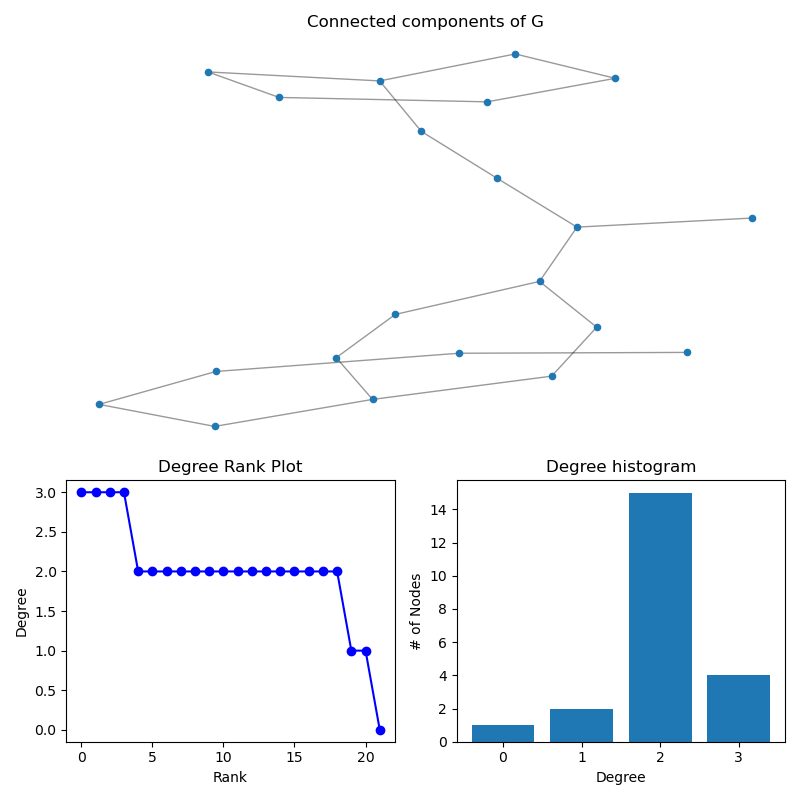 Connected components of G
Degree Rank Plot
3.0
2.5
2.0
1.5
1.0
0.5
0.0
Degree
0 5 10 15 20
Rank
Degree histogram
14
12
10
8
6
4
2
0
# of Nodes
0 1 2 3
Degree